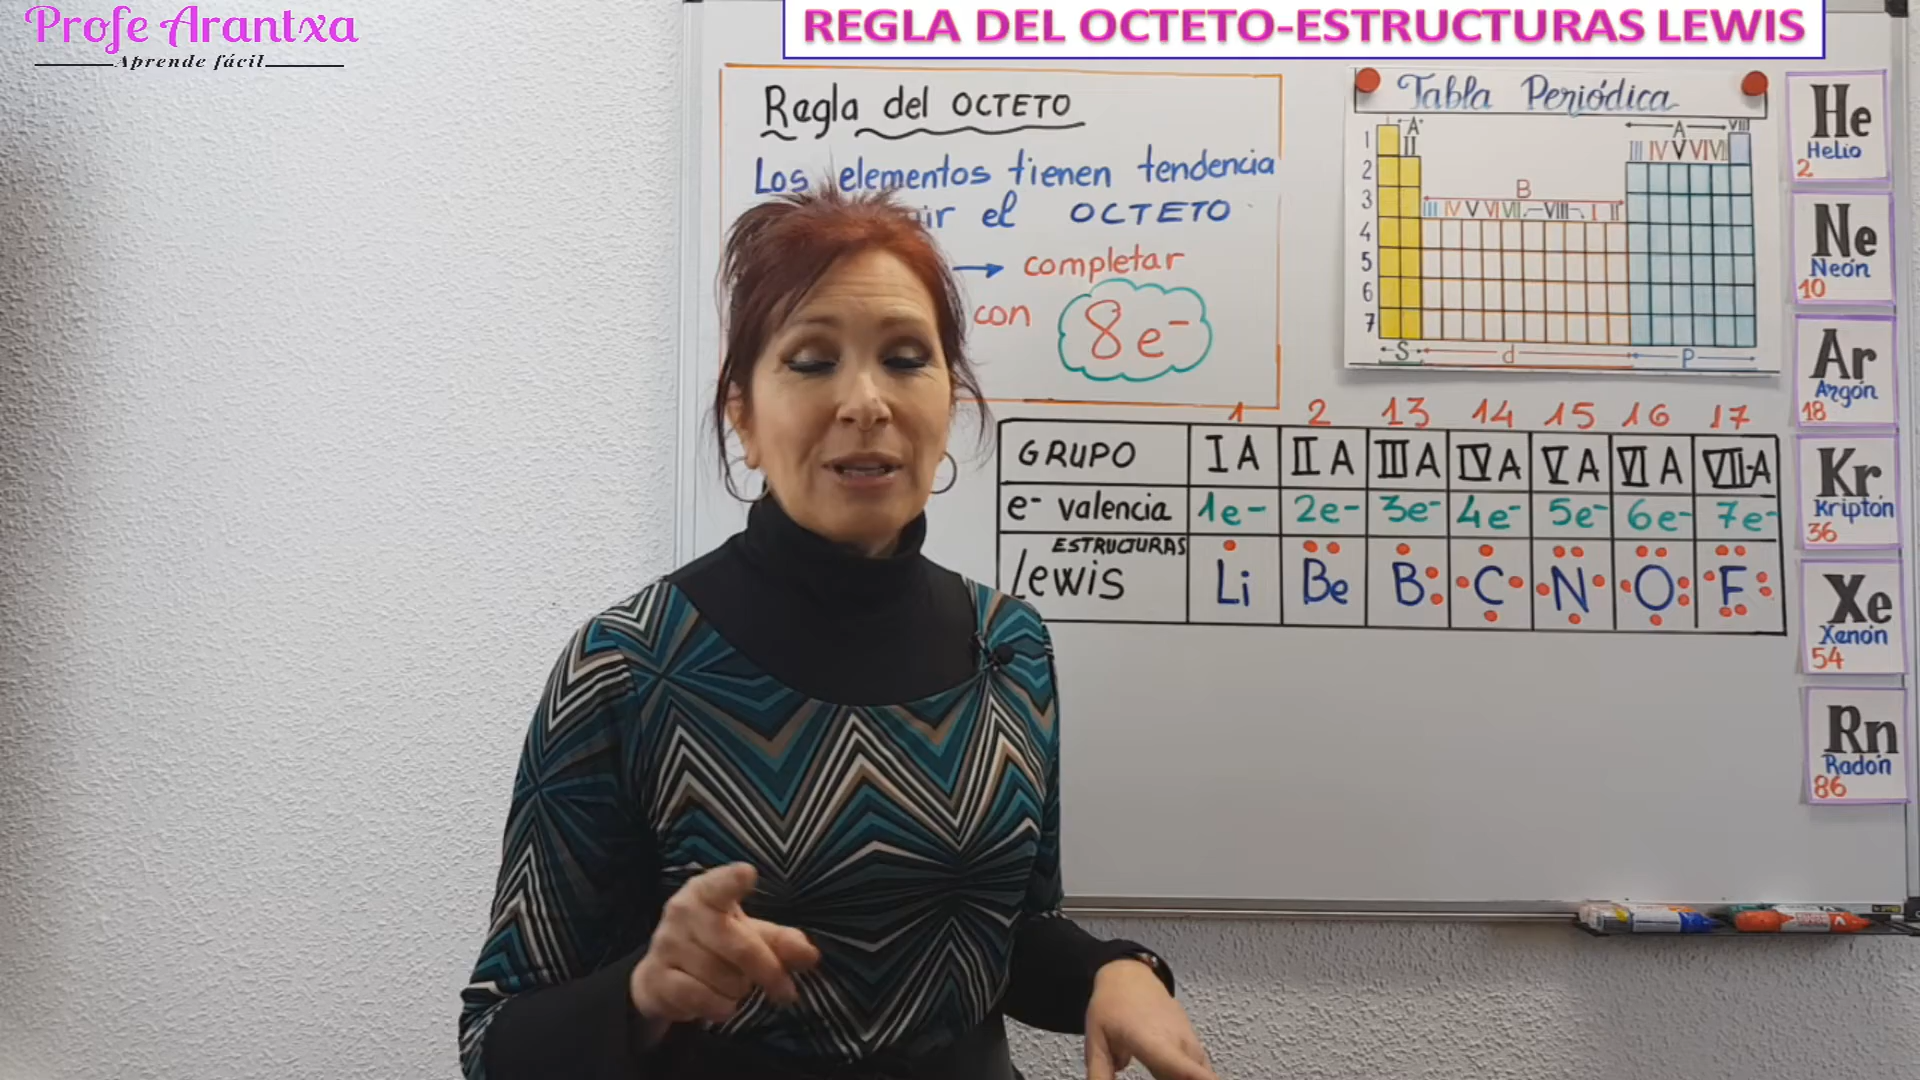 Profe Arantxa
Aprende fácil
REGLA DEL OCTETO-ESTRUCTURAS LEWIS
Regla del OCTETO
Los elementos tienen tendencia
el OCTETO
→ completar
con 8e-
Tabla Periódica
A A VIII
I II III IV V VI VII
B
III IV V VI VII VIII I II
1
2
3
4
5
6
7
S d p
He
Helio
2
Ne
Neón
10
Ar
Argón
18
Kr
Kriptón
36
Xe
Xenón
54
Rn
Radón
86
1 2 13 14 15 16 17
GRUPO IA IIA IIIA IVA VA VIA VIIA
e- valencia 1e- 2e- 3e- 4e- 5e- 6e- 7e-
ESTRUCTURAS
Lewis Li Be B C N O F